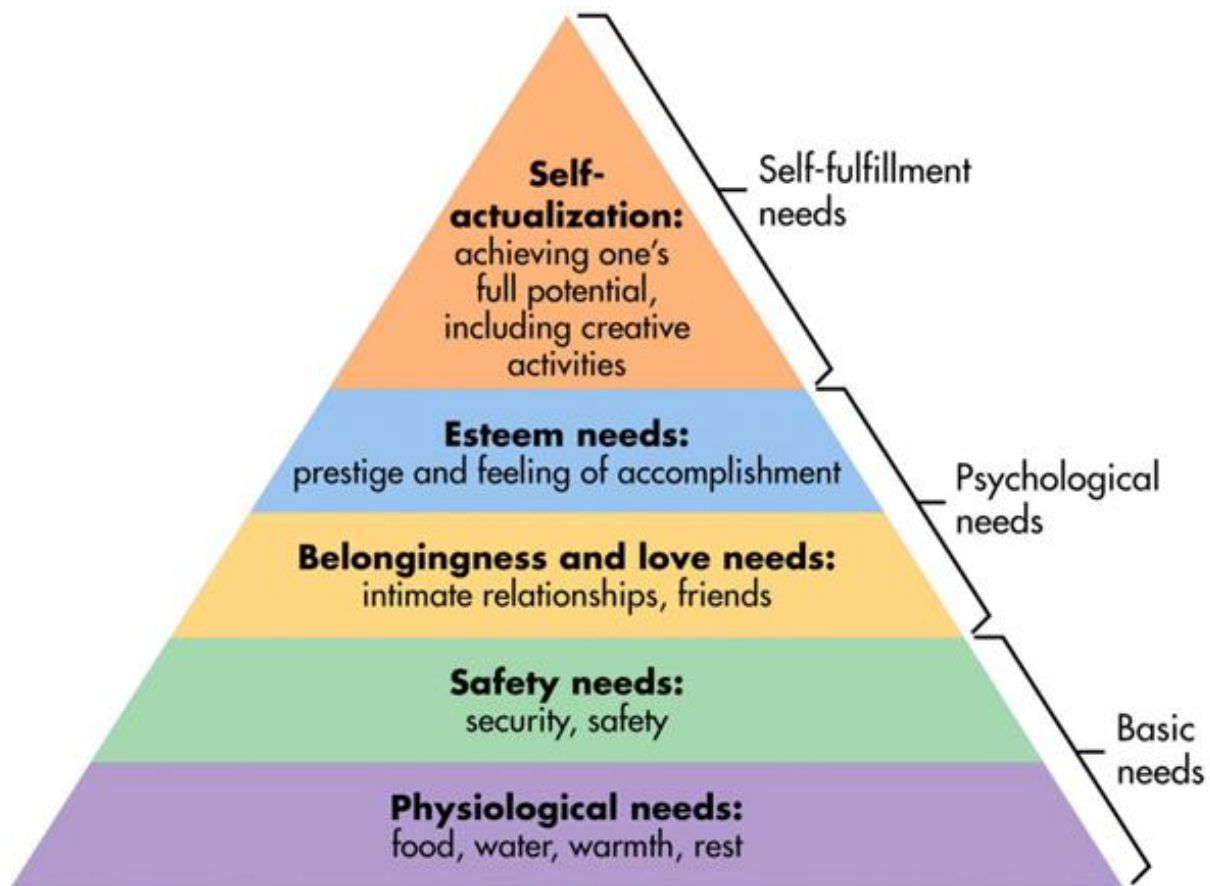 Self-
actualization:
achieving one's
full potential,
including creative
activities
Self-fulfillment
needs
Esteem needs:
prestige and feeling of accomplishment
Psychological
needs
Belongingness and love needs:
intimate relationships, friends
Safety needs:
security, safety
Basic
needs
Physiological needs:
food, water, warmth, rest